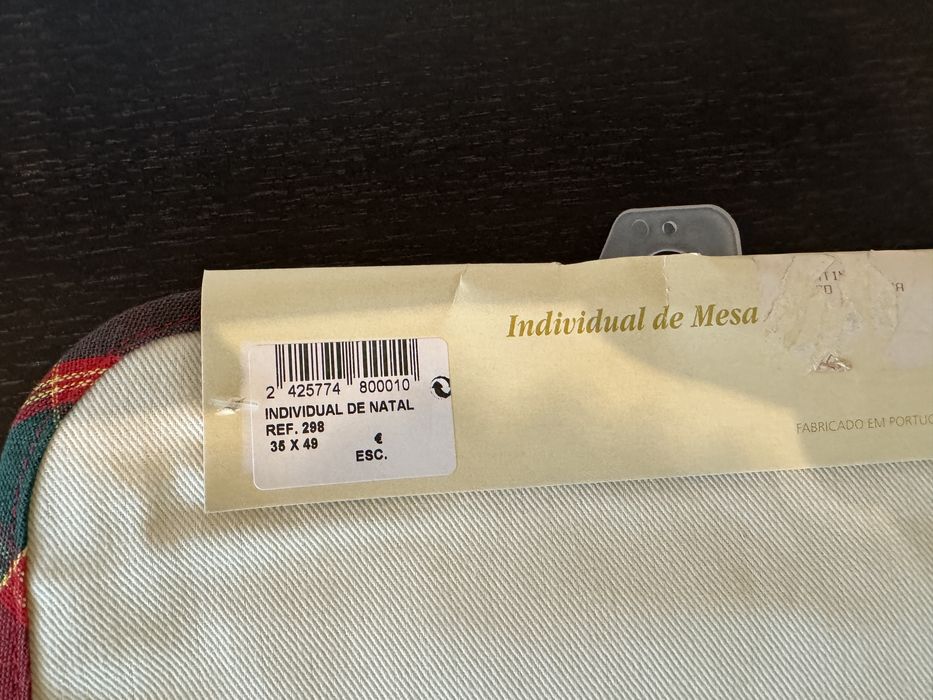 Individual de Mesa
2 425774 800010
INDIVIDUAL DE NATAL
REF. 298
35 X 49
€
ESC.
FABRICADO EM PORTUG